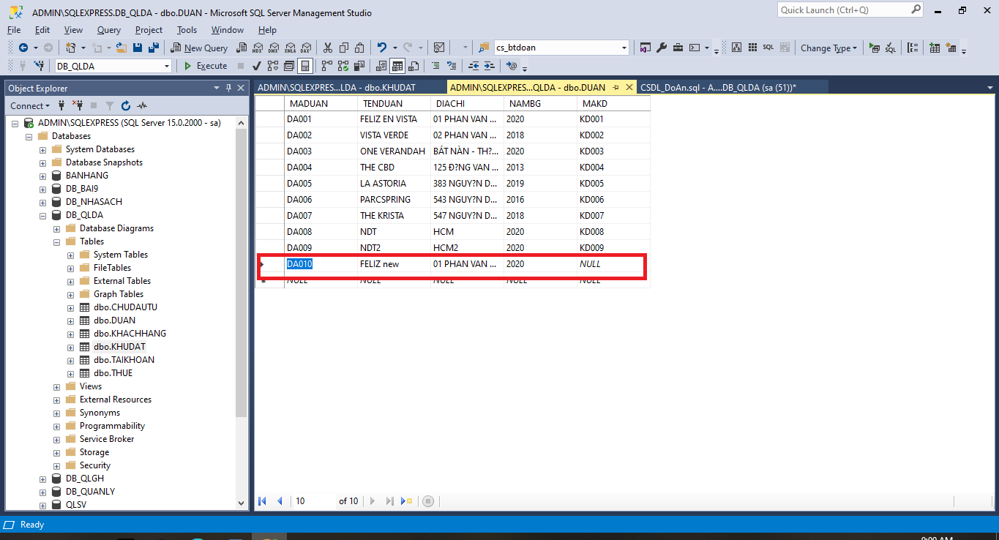 ADMIN\SQLEXPRESS.DB_QLDA - dbo.DUAN - Microsoft SQL Server Management Studio
Quick Launch (Ctrl+Q)
File Edit View Query Project Tools Window Help
New Query MDX DMX XMLA DAX cs_btdoan SQL Change Type SQL
DB_QLDA Execute
Object Explorer
ADMIN\SQLEXPRES...LDA - dbo.KHUDAT ADMIN\SQLEXPRES...QLDA - dbo.DUAN CSDL_DoAn.sql - A....DB_QLDA (sa (51))*
Connect
ADMIN\SQLEXPRESS (SQL Server 15.0.2000 - sa)
Databases
System Databases
Database Snapshots
BANHANG
DB_BAI9
DB_NHASACH
DB_QLDA
Database Diagrams
Tables
System Tables
FileTables
External Tables
Graph Tables
dbo.CHUDAUTU
dbo.DUAN
dbo.KHACHHANG
dbo.KHUDAT
dbo.TAIKHOAN
dbo.THUE
Views
External Resources
Synonyms
Programmability
Service Broker
Storage
Security
DB_QLGH
DB_QUANLY
QLSV
MADUAN TENDUAN DIACHI NAMBG MAKD
DA001 FELIZ EN VISTA 01 PHAN VAN ... 2020 KD001
DA002 VISTA VERDE 02 PHAN VAN ... 2018 KD002
DA003 ONE VERANDAH BÁT NÀN - TH?... 2020 KD003
DA004 THE CBD 125 Ð?NG VAN ... 2013 KD004
DA005 LA ASTORIA 383 NGUY?N D... 2019 KD005
DA006 PARCSPRING 543 NGUY?N D... 2016 KD006
DA007 THE KRISTA 547 NGUY?N D... 2018 KD007
DA008 NDT HCM 2020 KD008
DA009 NDT2 HCM2 2020 KD009
DA010 FELIZ new 01 PHAN VAN ... 2020 NULL
NULL NULL NULL NULL NULL
10 of 10
Ready